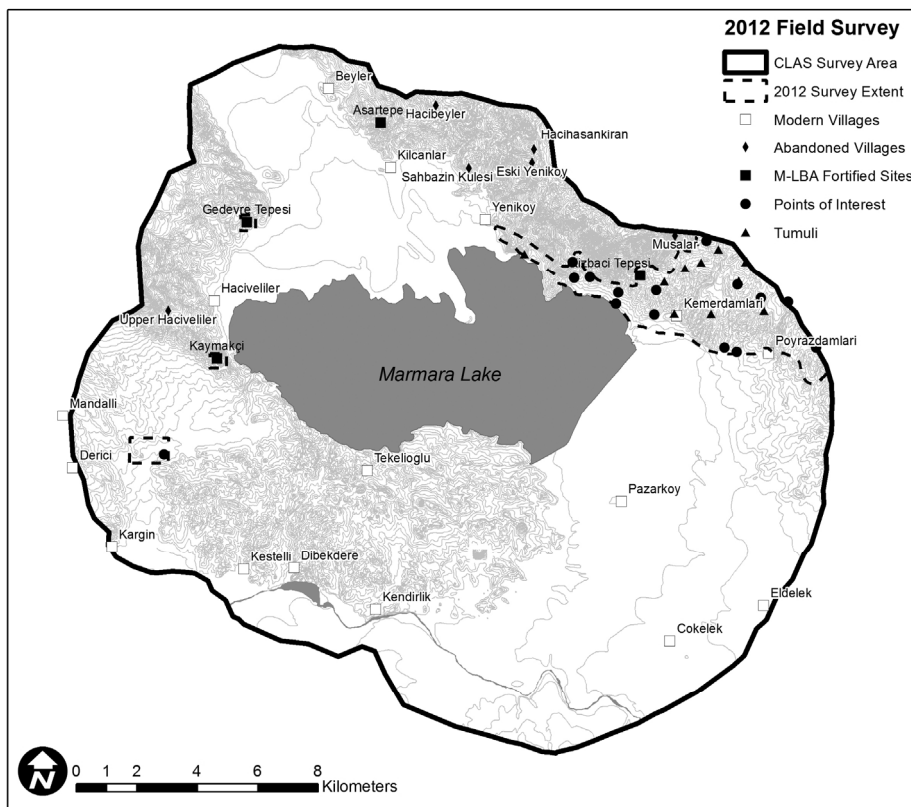 2012 Field Survey
CLAS Survey Area
2012 Survey Extent
Modern Villages
Abandoned Villages
M-LBA Fortified Sites
Points of Interest
Tumuli
Beyler
Asartepe
Hacibeyler
Hacihasankiran
Kilcanlar
Sahbazin Kulesi
Eski Yenikoy
Gedevre Tepesi
Yenikoy
Musalar
Tepesi
Haciveliler
Kemerdamlari
Upper Haciveliler
Kaymakçi
Poyrazdamlari
Marmara Lake
Mandalli
Derici
Tekelioglu
Pazarkoy
Kargin
Kestelli
Dibekdere
Kendirlik
Eldelek
Cokelek
N
0 1 2 4 6 8
Kilometers